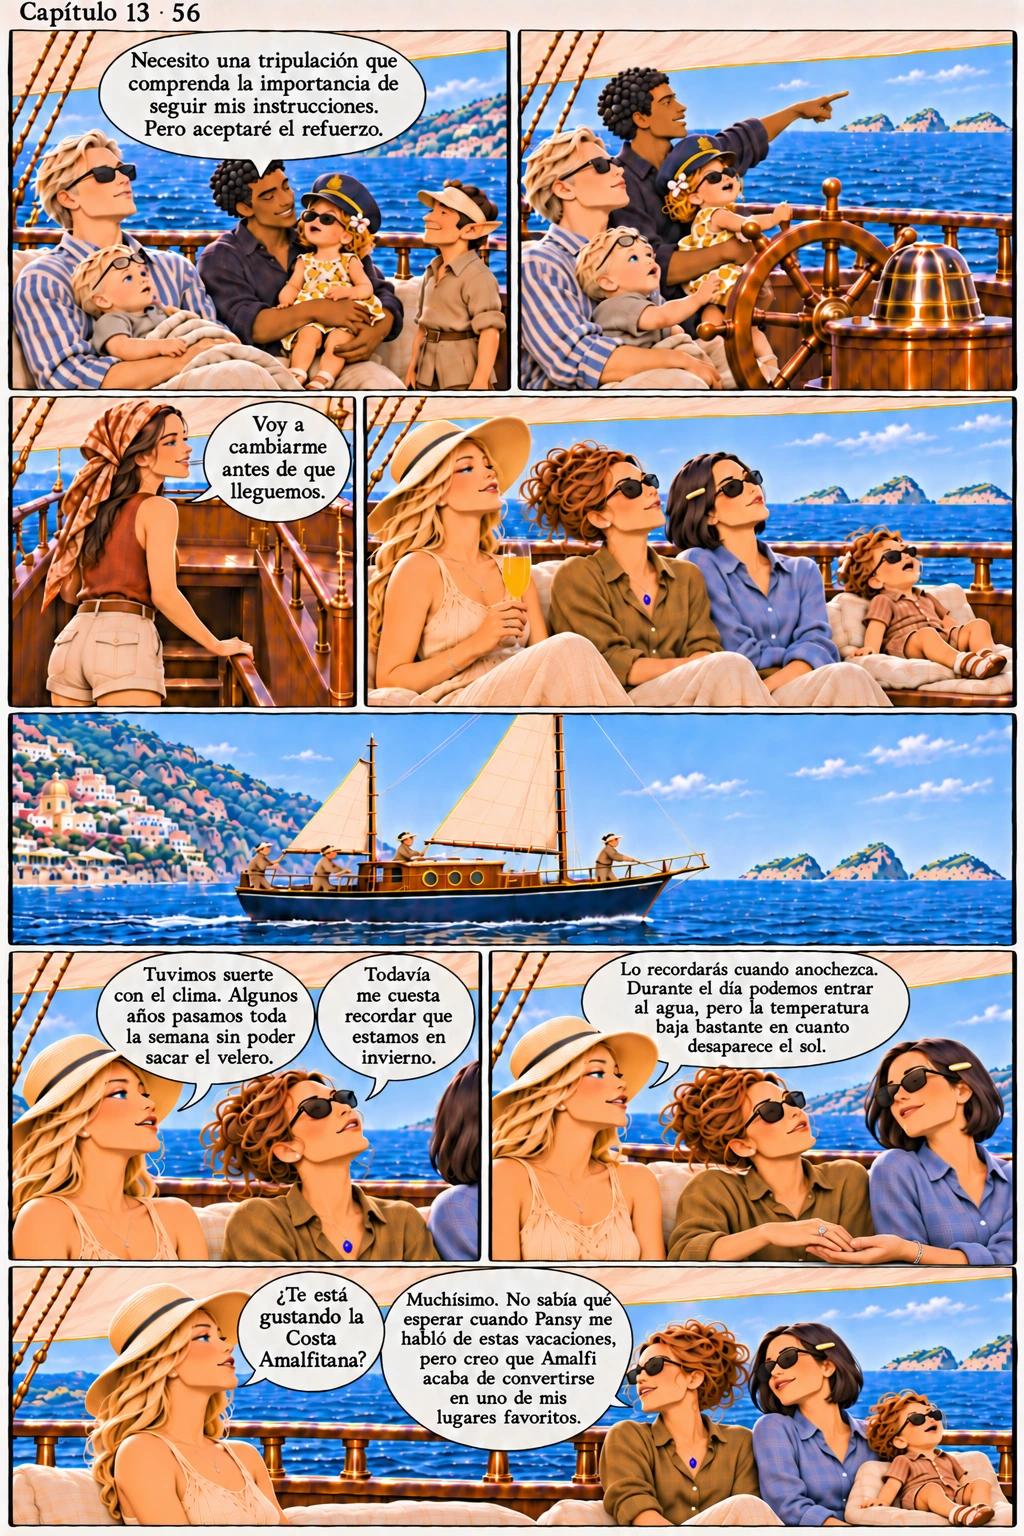 Capítulo 13 · 56
Necesito una tripulación que
comprenda la importancia de
seguir mis instrucciones.
Pero aceptaré el refuerzo.
Voy a
cambiarme
antes de que
lleguemos.
Tuvimos suerte
con el clima. Algunos
años pasamos toda
la semana sin poder
sacar el velero.
Todavía
me cuesta
recordar que
estamos en
invierno.
Lo recordarás cuando anochezca.
Durante el día podemos entrar
al agua, pero la temperatura
baja bastante en cuanto
desaparece el sol.
¿Te está
gustando la
Costa
Amalfitana?
Muchísimo. No sabía qué
esperar cuando Pansy me
habló de estas vacaciones,
pero creo que Amalfi
acaba de convertirse
en uno de mis
lugares favoritos.